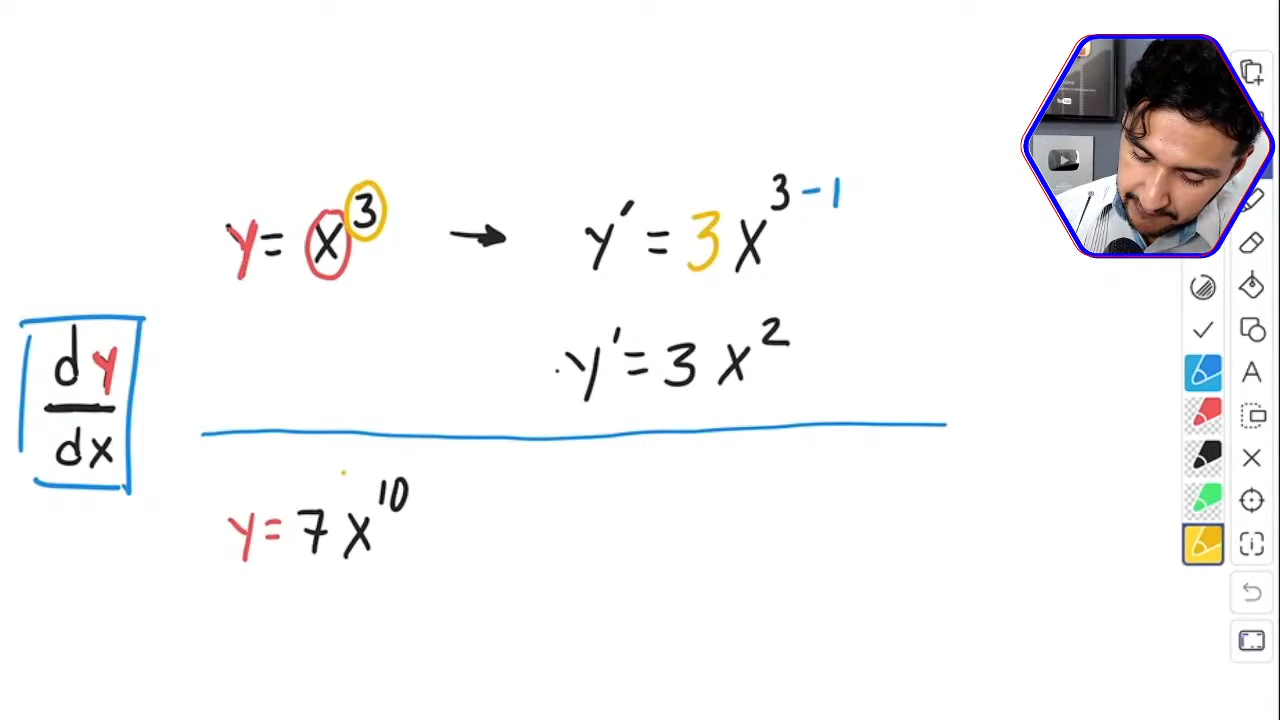 y = x³ → y' = 3x³⁻¹
y' = 3x²
dy
dx
y = 7x¹⁰